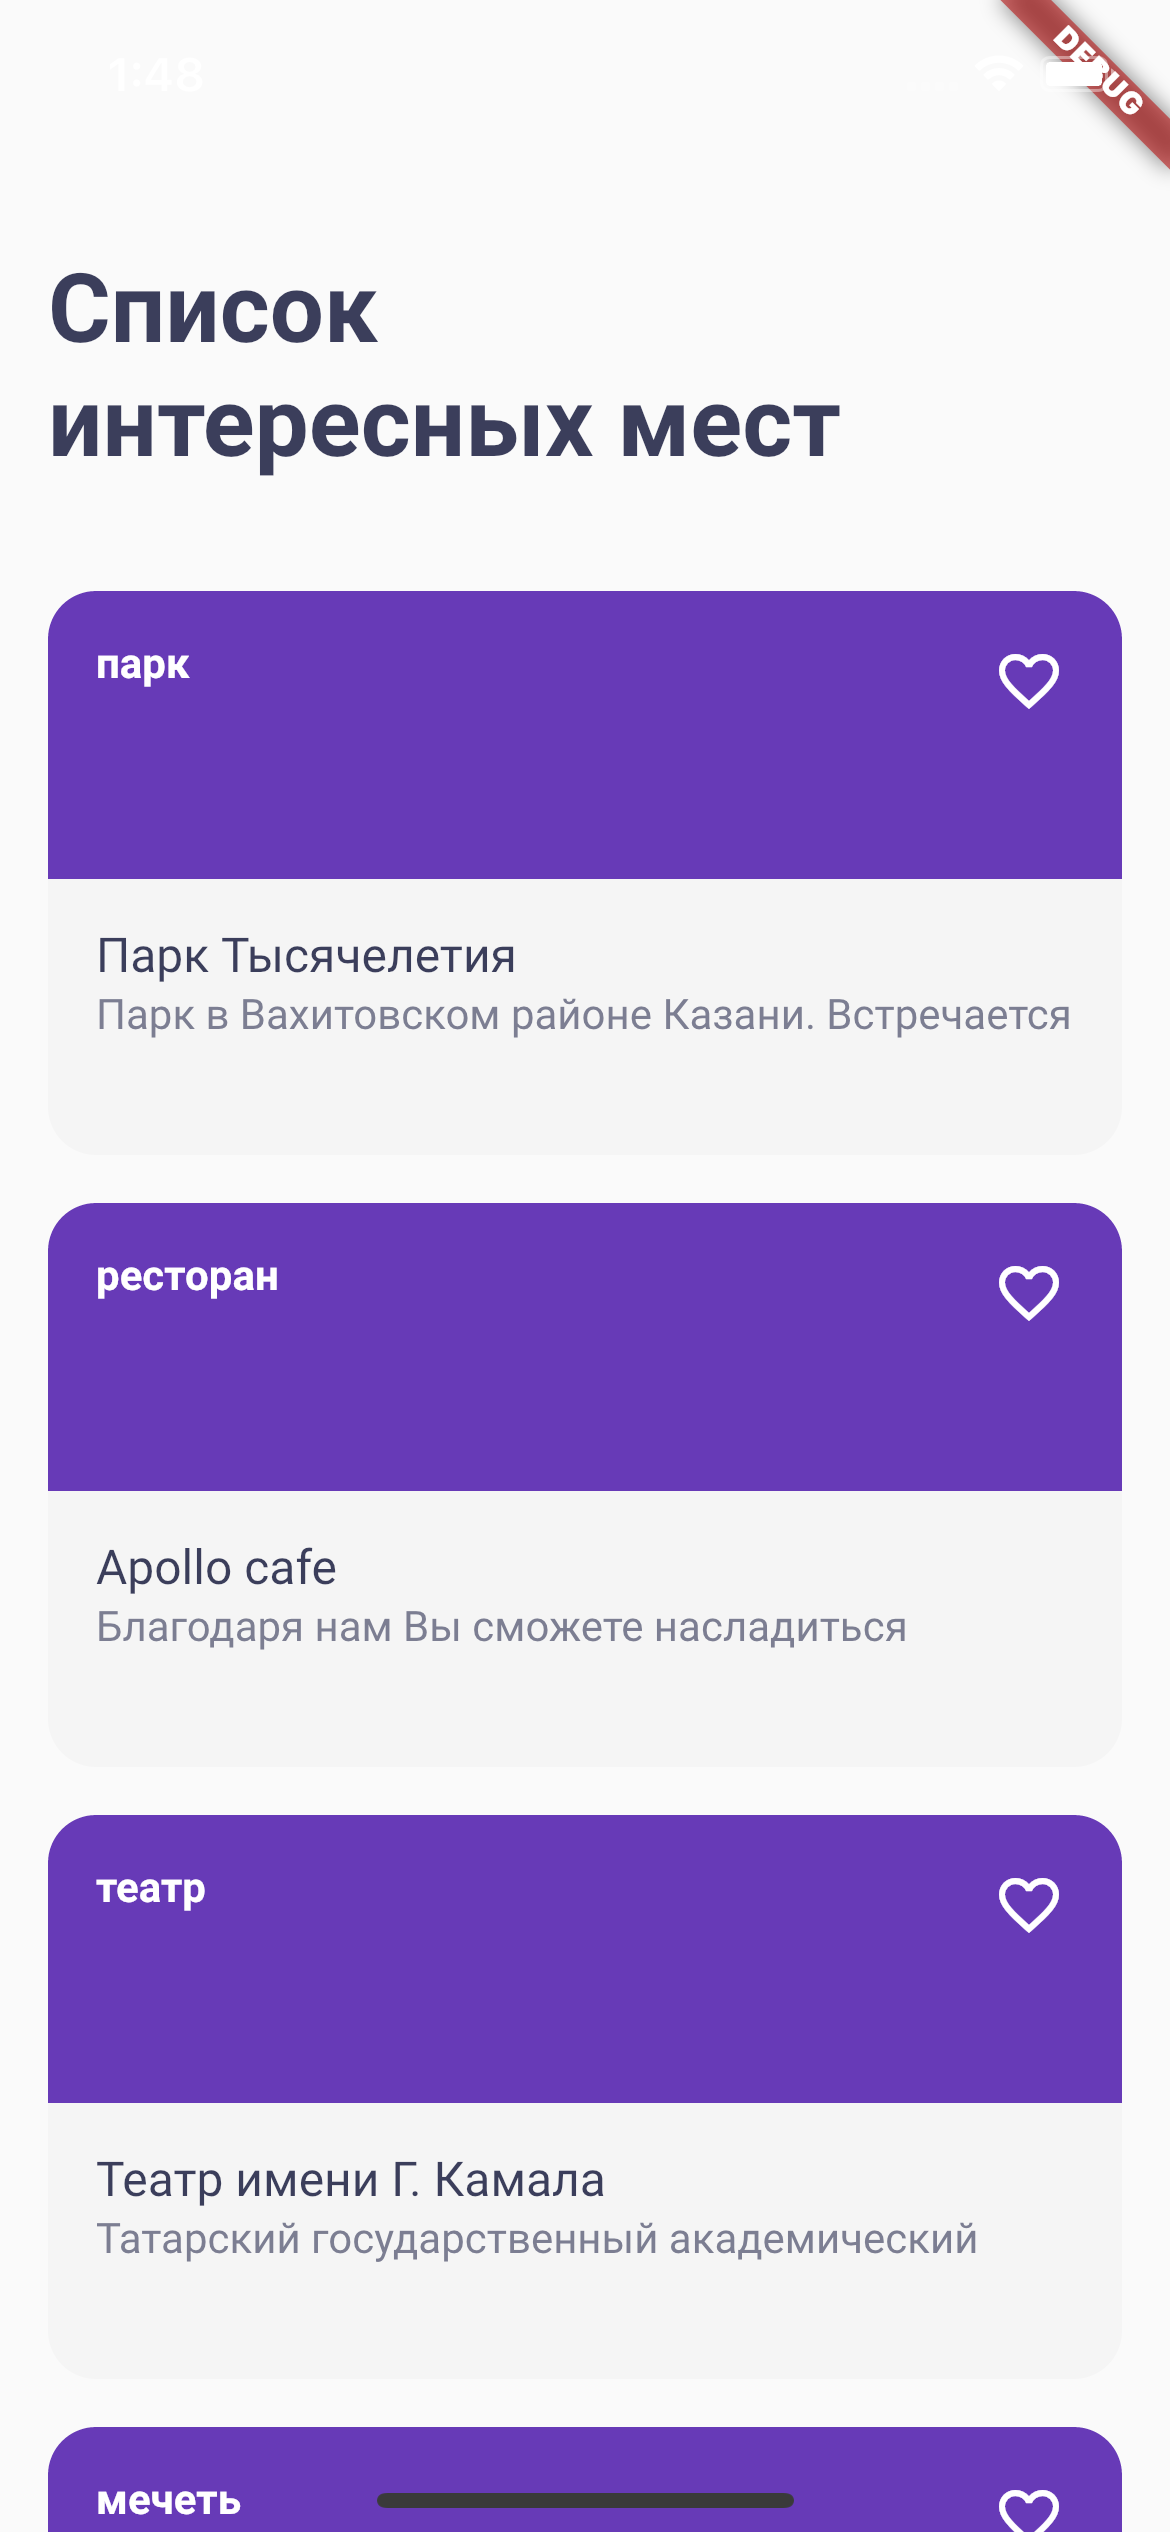 1:48
DEBUG
Список
интересных мест
парк
Парк Тысячелетия
Парк в Вахитовском районе Казани. Встречается
ресторан
Apollo cafe
Благодаря нам Вы сможете насладиться
театр
Театр имени Г. Камала
Татарский государственный академический
мечеть